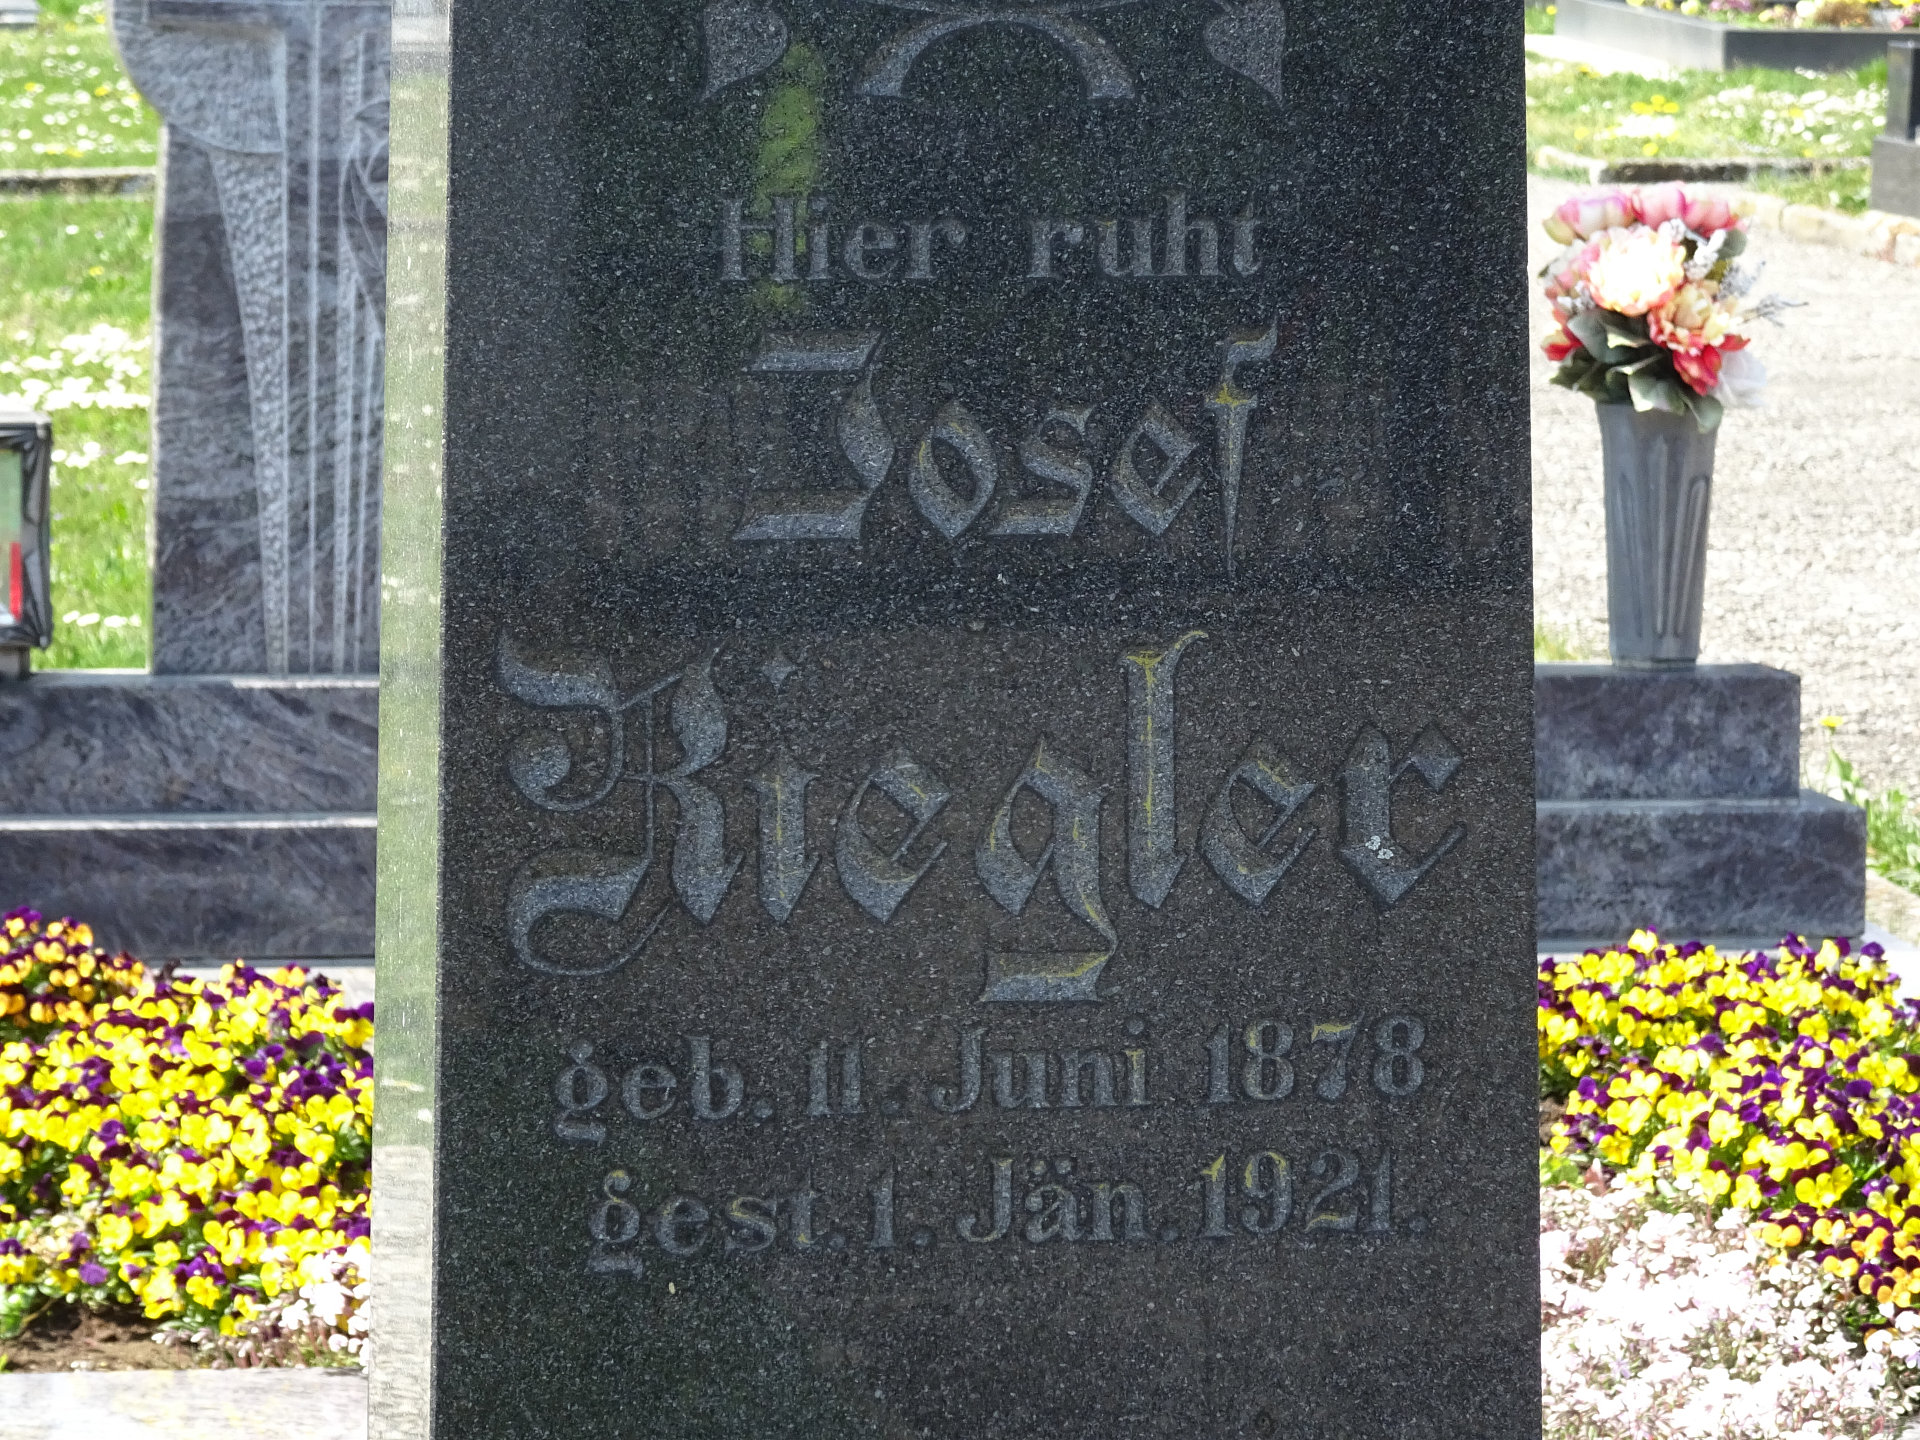 Hier ruht
Josef
Riegler
geb. 11. Juni 1878
gest. 1. Jän. 1921.